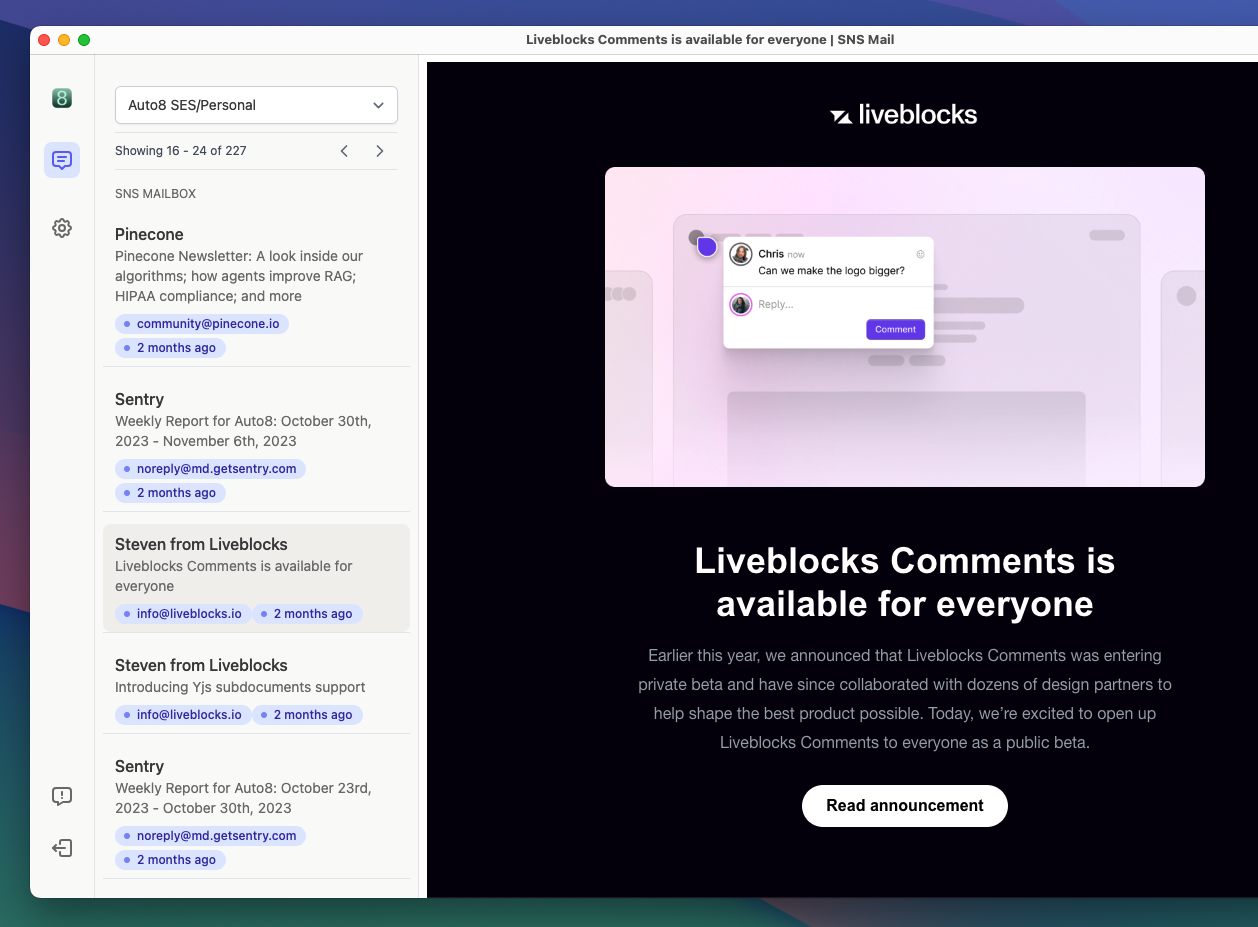 Liveblocks Comments is available for everyone | SNS Mail
8
Auto8 SES/Personal
Showing 16 - 24 of 227
SNS MAILBOX
Pinecone
Pinecone Newsletter: A look inside our
algorithms; how agents improve RAG;
HIPAA compliance; and more
community@pinecone.io
2 months ago
Sentry
Weekly Report for Auto8: October 30th,
2023 - November 6th, 2023
noreply@md.getsentry.com
2 months ago
Steven from Liveblocks
Liveblocks Comments is available for
everyone
info@liveblocks.io 2 months ago
Steven from Liveblocks
Introducing Yjs subdocuments support
info@liveblocks.io 2 months ago
Sentry
Weekly Report for Auto8: October 23rd,
2023 - October 30th, 2023
noreply@md.getsentry.com
2 months ago
liveblocks
Chris now
Can we make the logo bigger?
Reply...
Comment
Liveblocks Comments is
available for everyone
Earlier this year, we announced that Liveblocks Comments was entering
private beta and have since collaborated with dozens of design partners to
help shape the best product possible. Today, we’re excited to open up
Liveblocks Comments to everyone as a public beta.
Read announcement